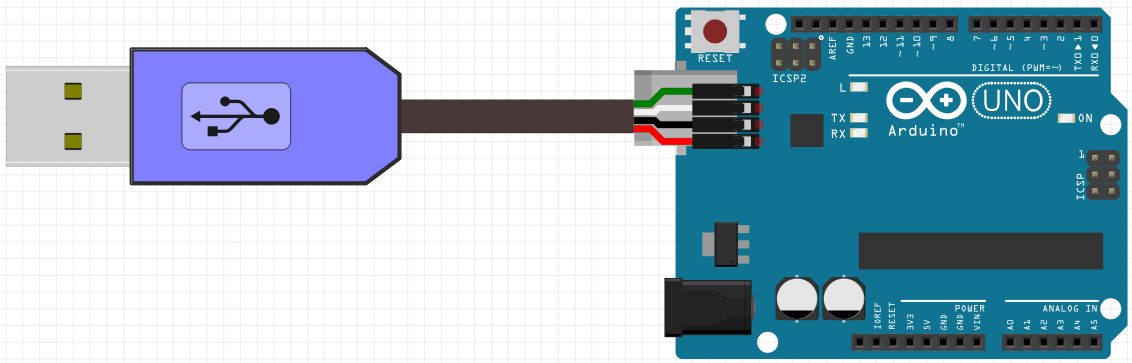 RESET
ICSP2
AREF
GND
13
12
~11
~10
~9
8
7
~6
~5
4
~3
2
TXD▶1
RXD◀0
DIGITAL (PWM=~)
L
TX
RX
Arduino™
UNO
ON
1
ICSP
POWER
ANALOG IN
IOREF
RESET
3V3
5V
GND
GND
VIN
A0
A1
A2
A3
A4
A5